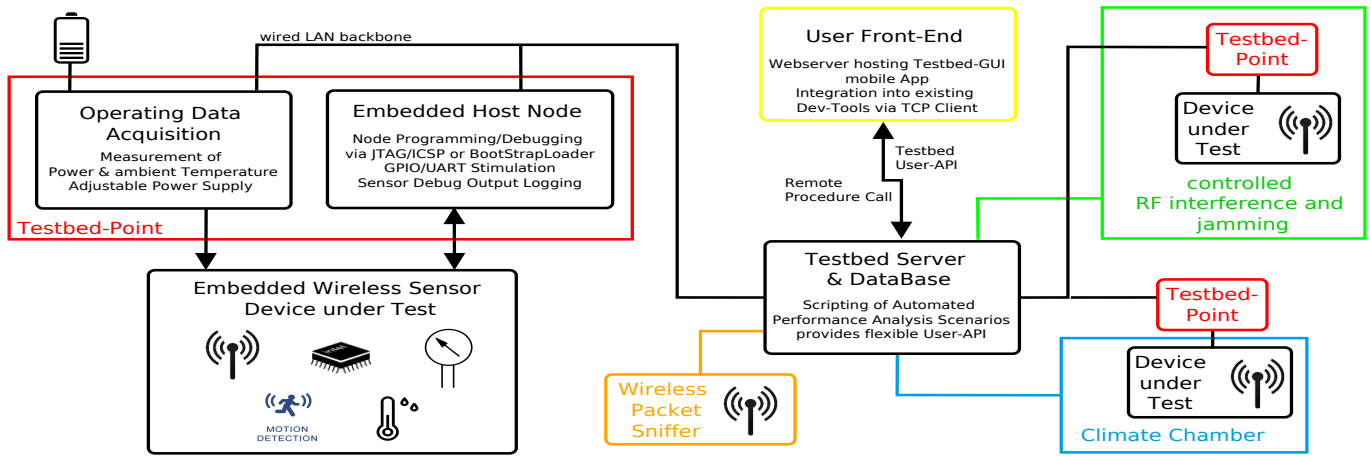 wired LAN backbone
Operating Data
Acquisition
Measurement of
Power & ambient Temperature
Adjustable Power Supply
Embedded Host Node
Node Programming/Debugging
via JTAG/ICSP or BootStrapLoader
GPIO/UART Stimulation
Sensor Debug Output Logging
Testbed-Point
Embedded Wireless Sensor
Device under Test
MOTION
DETECTION
User Front-End
Webserver hosting Testbed-GUI
mobile App
Integration into existing
Dev-Tools via TCP Client
Testbed
User-API
Remote
Procedure Call
Testbed Server
& DataBase
Scripting of Automated
Performance Analysis Scenarios
provides flexible User-API
Wireless
Packet
Sniffer
Testbed-
Point
Device
under
Test
controlled
RF interference and
jamming
Testbed-
Point
Device
under
Test
Climate Chamber